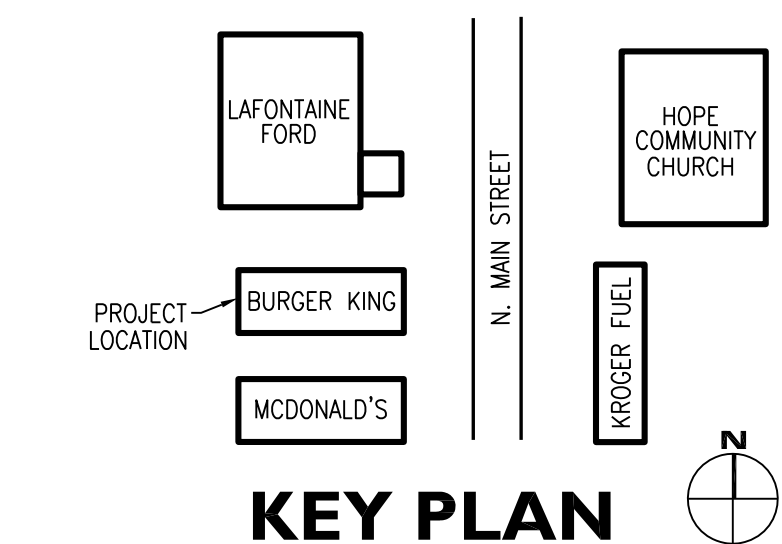 LAFONTAINE
FORD
HOPE
COMMUNITY
CHURCH
N. MAIN STREET
PROJECT
LOCATION
BURGER KING
KROGER FUEL
MCDONALD'S
N
KEY PLAN